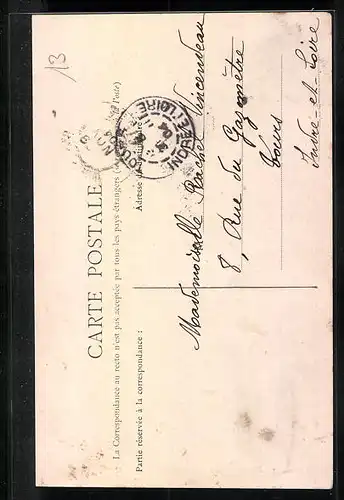 13
CARTE POSTALE
La Correspondance au recto n'est pas acceptée par tous les pays étrangers
Partie réservée à la correspondance :
Adresse
INDRE-ET-LOIRE
Mademoiselle Rachel Vincendeau
8, Rue du Gazomètre
Tours
Indre-et-Loire